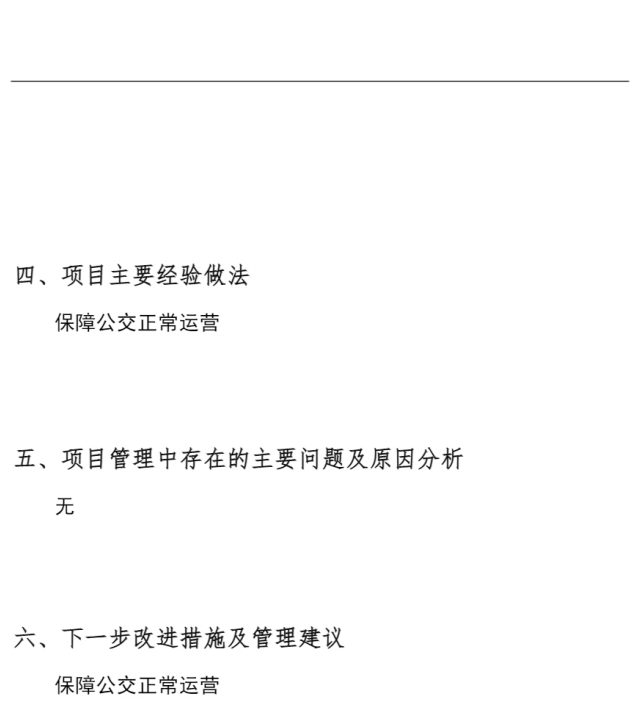 四、项目主要经验做法
保障公交正常运营
五、项目管理中存在的主要问题及原因分析
无
六、下一步改进措施及管理建议
保障公交正常运营